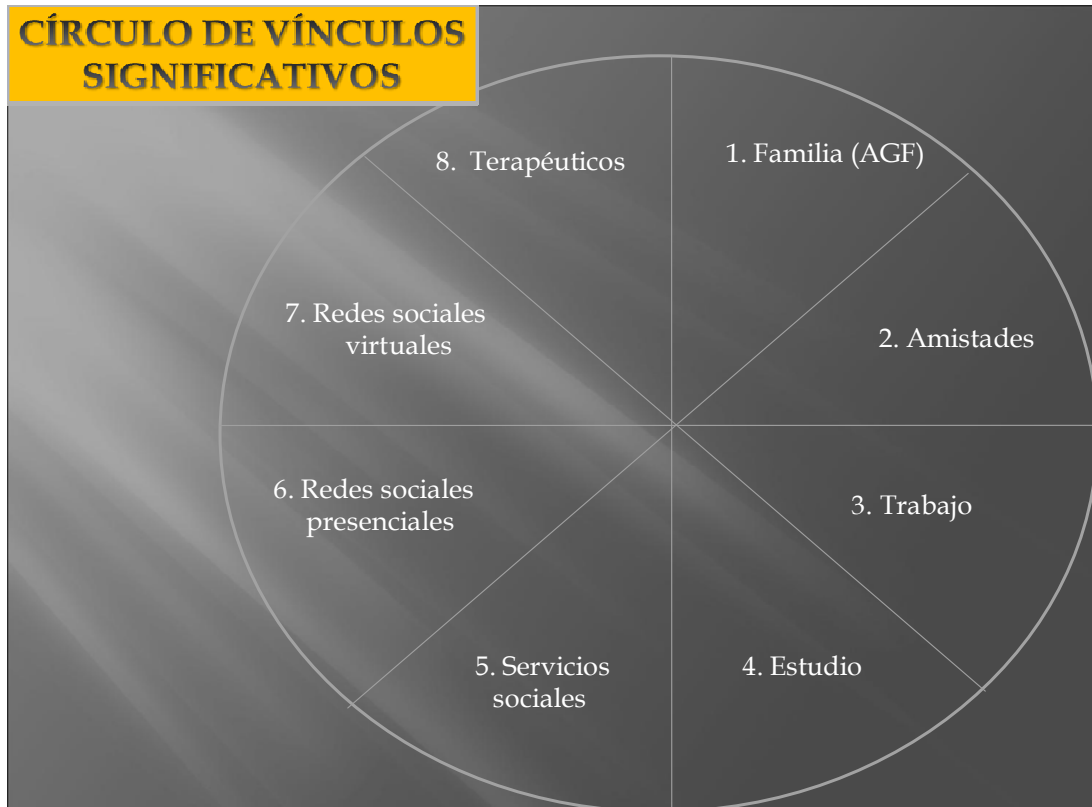 CÍRCULO DE VÍNCULOS
SIGNIFICATIVOS
1. Familia (AGF)
2. Amistades
3. Trabajo
4. Estudio
5. Servicios
sociales
6. Redes sociales
presenciales
7. Redes sociales
virtuales
8. Terapéuticos